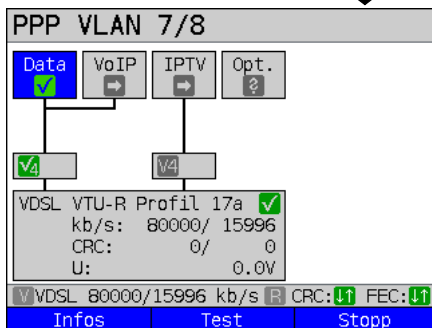 PPP VLAN 7/8
Data VoIP IPTV Opt.
?
V4 V4
VDSL VTU-R Profil 17a
kb/s: 80000/ 15996
CRC: 0/ 0
U: 0.0V
V VDSL 80000/15996 kb/s R CRC: FEC:
Infos Test Stopp